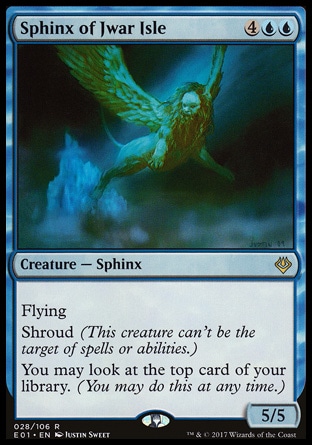 Sphinx of Jwar Isle 4
Creature — Sphinx
Flying
Shroud (This creature can't be the
target of spells or abilities.)
You may look at the top card of your
library. (You may do this at any time.)
5/5
028/106 R
E01 • EN Justin Sweet
™ & © 2017 Wizards of the Coast